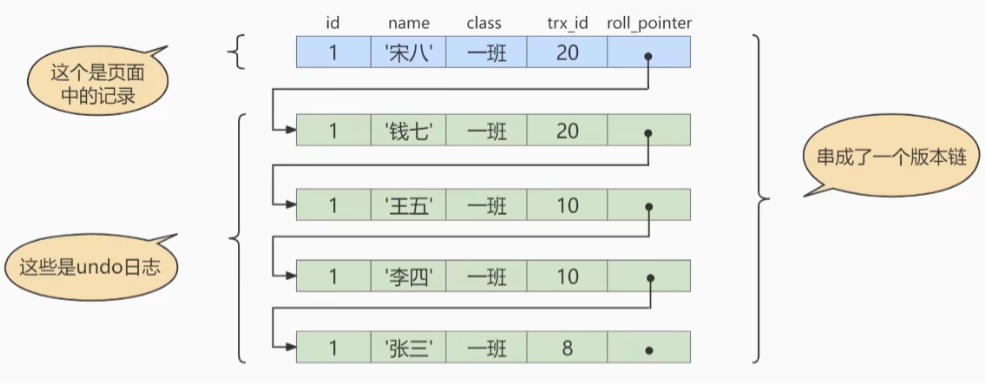 id name class trx_id roll_pointer
这个是页面
中的记录
1 '宋八' 一班 20
1 '钱七' 一班 20
串成了一个版本链
1 '王五' 一班 10
这些是undo日志
1 '李四' 一班 10
1 '张三' 一班 8